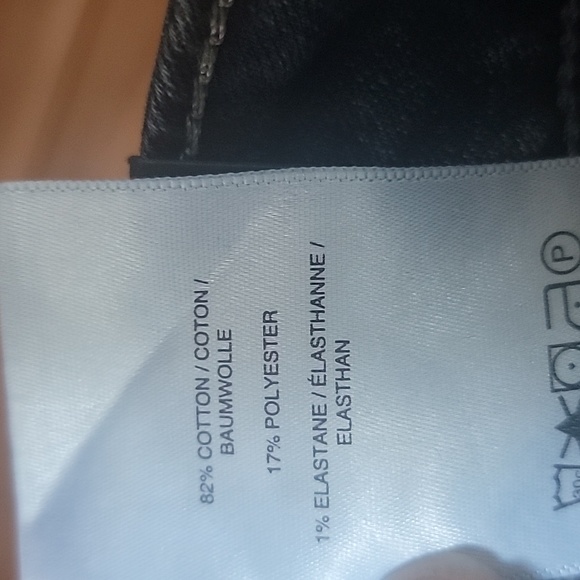 82% COTTON / COTON /
BAUMWOLLE
17% POLYESTER
1% ELASTANE / ÉLASTHANNE /
ELASTHAN
P